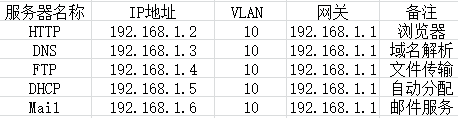 服务器名称 IP地址 VLAN 网关 备注
HTTP 192.168.1.2 10 192.168.1.1 浏览器
DNS 192.168.1.3 10 192.168.1.1 域名解析
FTP 192.168.1.4 10 192.168.1.1 文件传输
DHCP 192.168.1.5 10 192.168.1.1 自动分配
Mail 192.168.1.6 10 192.168.1.1 邮件服务